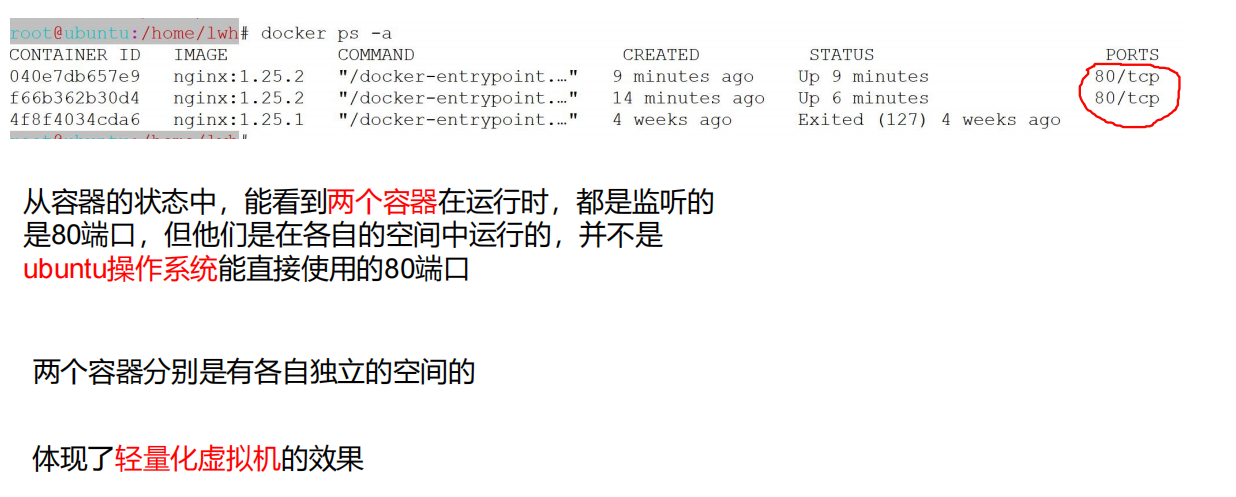 root@ubuntu:/home/lwh# docker ps -a
CONTAINER ID IMAGE COMMAND CREATED STATUS PORTS
040e7db657e9 nginx:1.25.2 "/docker-entrypoint.…" 9 minutes ago Up 9 minutes 80/tcp
f66b362b30d4 nginx:1.25.2 "/docker-entrypoint.…" 14 minutes ago Up 6 minutes 80/tcp
4f8f4034cda6 nginx:1.25.1 "/docker-entrypoint.…" 4 weeks ago Exited (127) 4 weeks ago
从容器的状态中，能看到两个容器在运行时，都是监听的
是80端口，但他们是在各自的空间中运行的，并不是
ubuntu操作系统能直接使用的80端口
两个容器分别是有各自独立的空间的
体现了轻量化虚拟机的效果